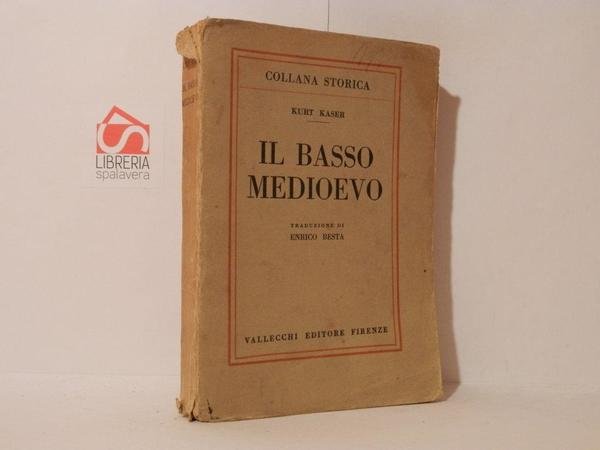 COLLANA STORICA
KURT KASER
IL BASSO
MEDIOEVO
TRADUZIONE DI
ENRICO BESTA
VALLECCHI EDITORE FIRENZE
LIBRERIA
spalavera